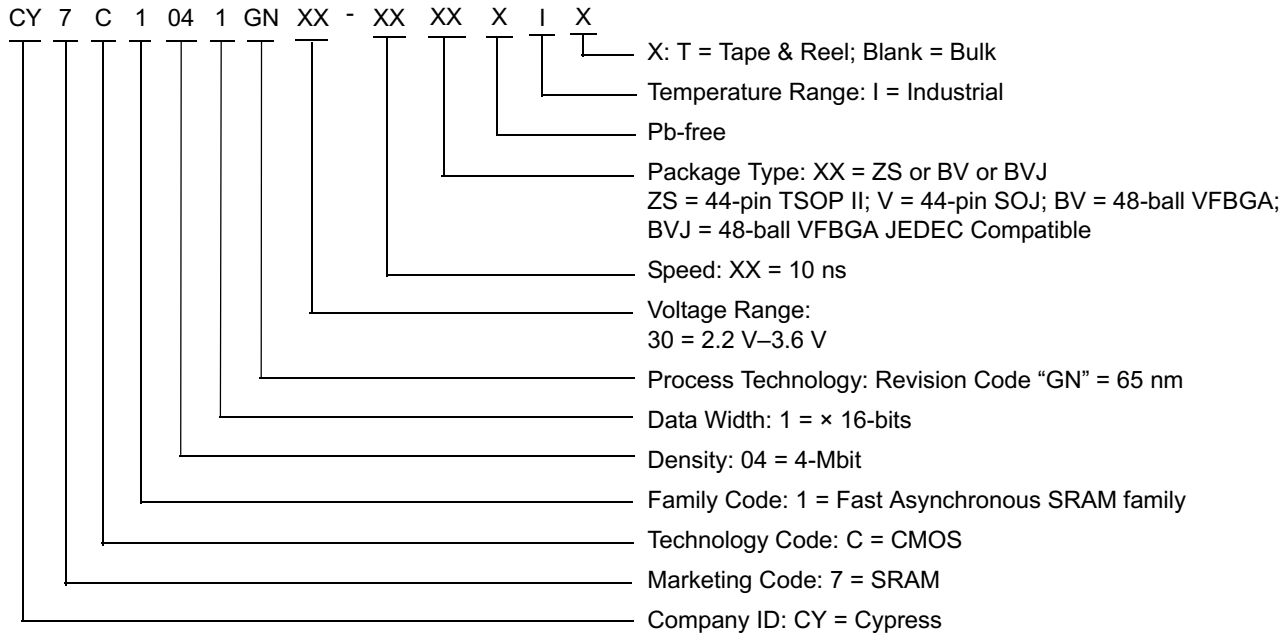 CY 7 C 1 04 1 GN XX - XX XX X I X
X: T = Tape & Reel; Blank = Bulk
Temperature Range: I = Industrial
Pb-free
Package Type: XX = ZS or BV or BVJ
ZS = 44-pin TSOP II; V = 44-pin SOJ; BV = 48-ball VFBGA;
BVJ = 48-ball VFBGA JEDEC Compatible
Speed: XX = 10 ns
Voltage Range:
30 = 2.2 V–3.6 V
Process Technology: Revision Code “GN” = 65 nm
Data Width: 1 = × 16-bits
Density: 04 = 4-Mbit
Family Code: 1 = Fast Asynchronous SRAM family
Technology Code: C = CMOS
Marketing Code: 7 = SRAM
Company ID: CY = Cypress